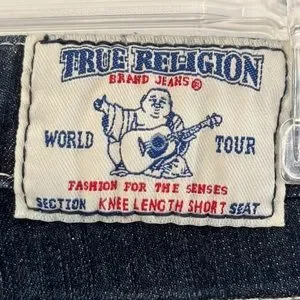 TRUE RELIGION
BRAND JEANS®
WORLD TOUR
FASHION FOR THE SENSES
SECTION KNEE LENGTH SHORT SEAT